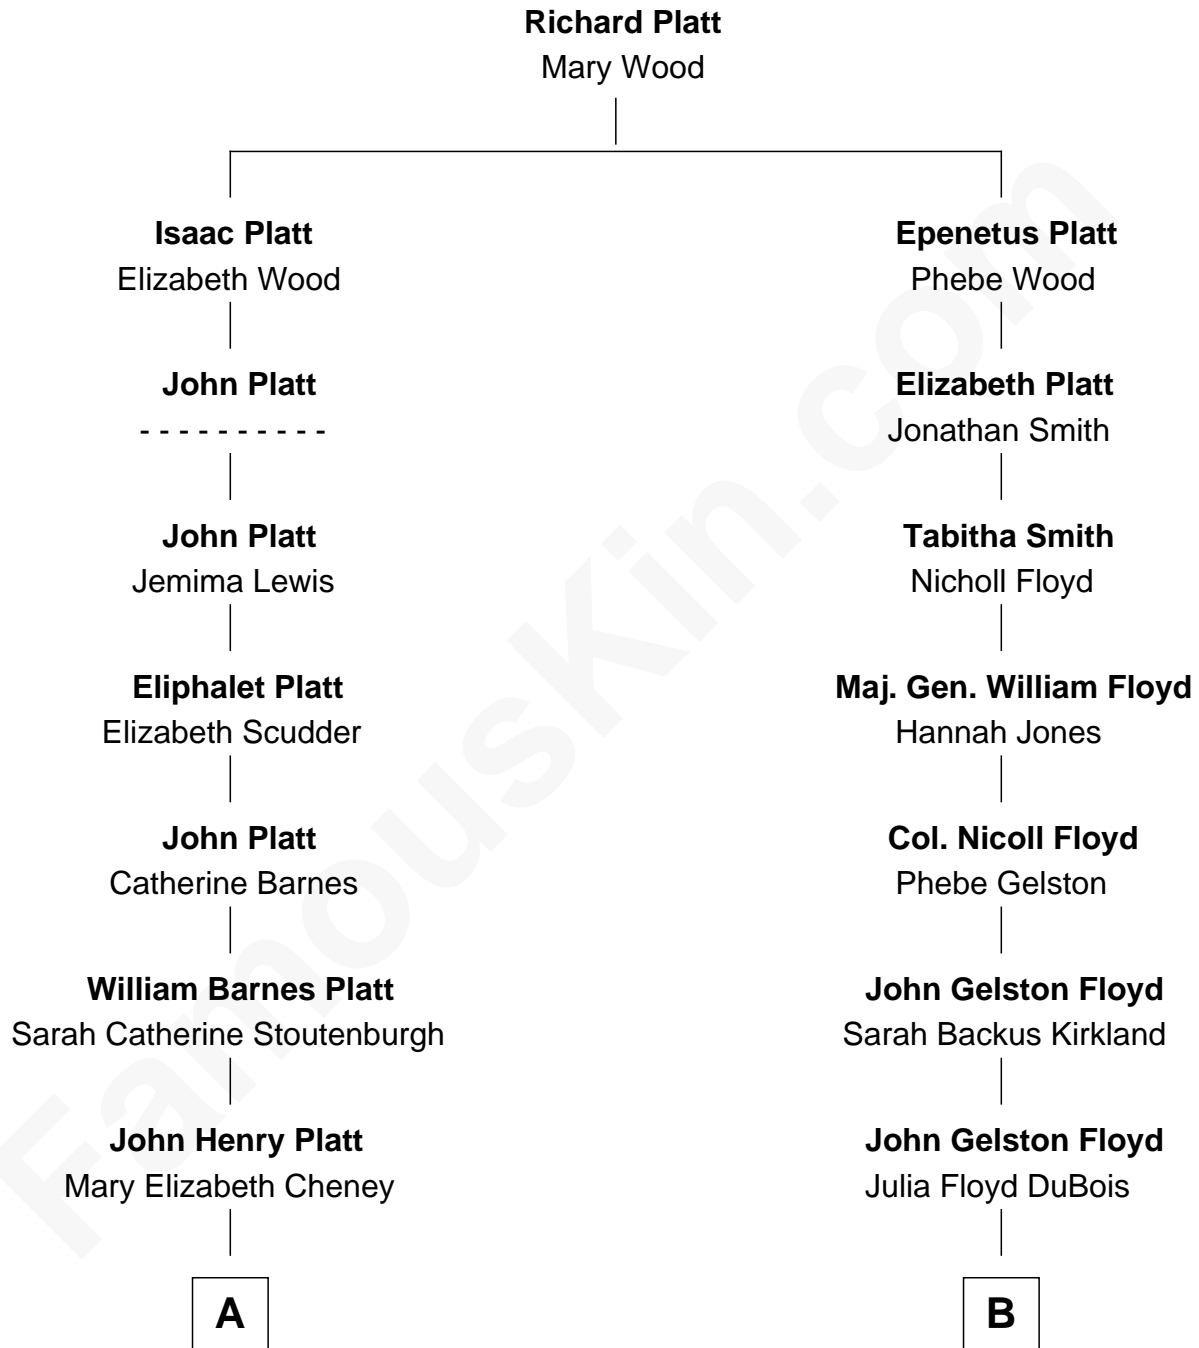 Richard Platt
Mary Wood
Isaac Platt
Elizabeth Wood
Epenetus Platt
Phebe Wood
John Platt
- - - - - - - - - -
Elizabeth Platt
Jonathan Smith
John Platt
Jemima Lewis
Tabitha Smith
Nicholl Floyd
Eliphalet Platt
Elizabeth Scudder
Maj. Gen. William Floyd
Hannah Jones
John Platt
Catherine Barnes
Col. Nicoll Floyd
Phebe Gelston
William Barnes Platt
Sarah Catherine Stoutenburgh
John Gelston Floyd
Sarah Backus Kirkland
John Henry Platt
Mary Elizabeth Cheney
John Gelston Floyd
Julia Floyd DuBois
A
B
FamousKin.com